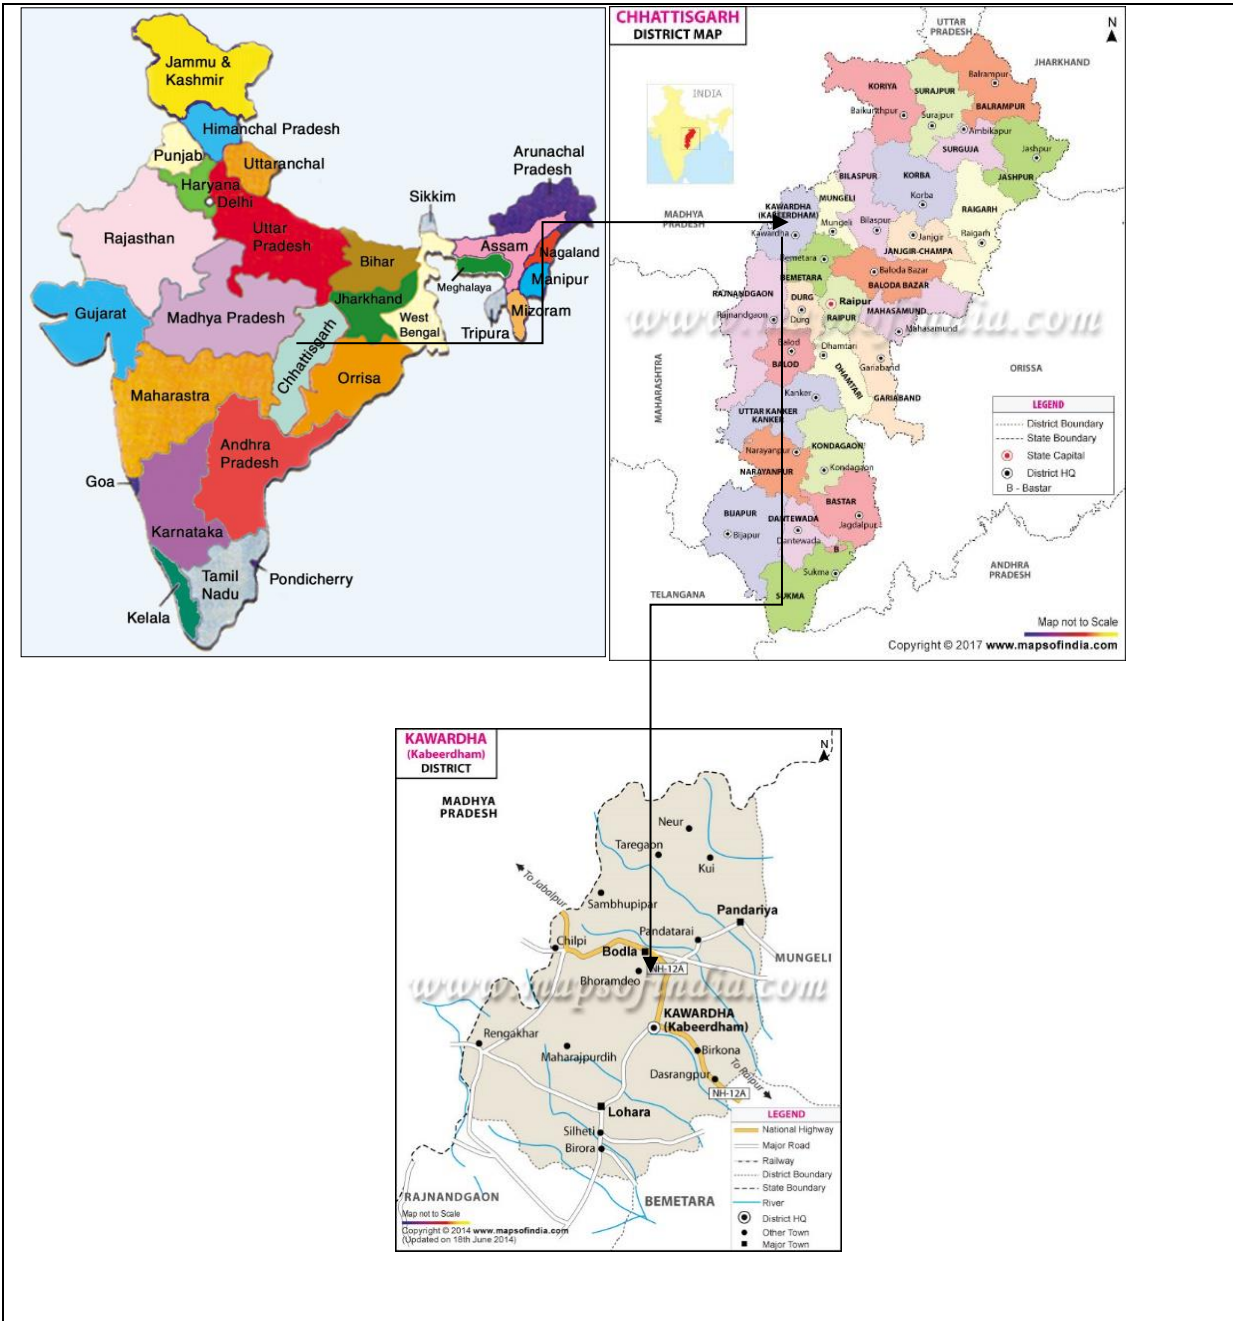 Jammu &
Kashmir
Himanchal Pradesh
Punjab
Uttaranchal
Haryana
Delhi
Arunachal
Pradesh
Sikkim
Rajasthan
Uttar
Pradesh
Bihar
Assam
Nagaland
Meghalaya
Manipur
Gujarat
Madhya Pradesh
Jharkhand
West
Bengal
Tripura
Mizoram
Chhattisgarh
Maharastra
Orrisa
Andhra
Pradesh
Goa
Karnataka
Tamil
Nadu
Pondicherry
Kelala
CHHATTISGARH
DISTRICT MAP
UTTAR
PRADESH
N
JHARKHAND
INDIA
KORIYA
Baikunthpur
SURAJPUR
Surajpur
Balrampur
BALRAMPUR
Ambikapur
SURGUJA
Jashpur
JASHPUR
BILASPUR
KORBA
Korba
MUNGELI
KAWARDHA
(KABEERDHAM)
MADHYA
PRADESH
Kawardha
Mungeli
Bilaspur
Janjgir
JANJGIR-CHAMPA
RAIGARH
Raigarh
Bemetara
BEMETARA
Baloda Bazar
BALODA BAZAR
RAJNANDGAON
Rajnandgaon
DURG
Durg
Raipur
RAIPUR
MAHASAMUND
Mahasamund
www.mapsofindia.com
Balod
BALOD
Dhamtari
DHAMTARI
Gariaband
GARIABAND
MAHARASHTRA
ORISSA
Kanker
UTTAR KANKER
KANKER
Narayanpur
NARAYANPUR
KONDAGAON
Kondagaon
BASTAR
Jagdalpur
BIJAPUR
Bijapur
DANTEWADA
Dantewada
B
Sukma
SUKMA
TELANGANA
ANDHRA
PRADESH
LEGEND
District Boundary
State Boundary
State Capital
District HQ
B - Bastar
Map not to Scale
Copyright © 2017 www.mapsofindia.com
KAWARDHA
(Kabeerdham)
DISTRICT
N
MADHYA
PRADESH
Neur
Taregaon
Kui
To Jabalpur
Sambhupipar
Pandariya
Pandatarai
Chilpi
Bodla
MUNGELI
NH-12A
Bhoramdeo
www.mapsofindia.com
KAWARDHA
(Kabeerdham)
Rengakhar
Maharajpurdih
Birkona
Dasrangpur
To Raipur
NH-12A
Lohara
Silheti
Birora
RAJNANDGAON
BEMETARA
LEGEND
National Highway
Major Road
Railway
District Boundary
State Boundary
River
District HQ
Other Town
Major Town
Map not to Scale
Copyright © 2014 www.mapsofindia.com
(Updated on 18th June 2014)